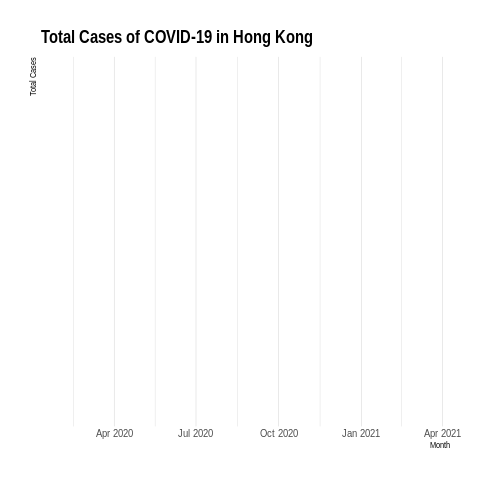 Total Cases of COVID-19 in Hong Kong
Total Cases
Apr 2020
Jul 2020
Oct 2020
Jan 2021
Apr 2021
Month